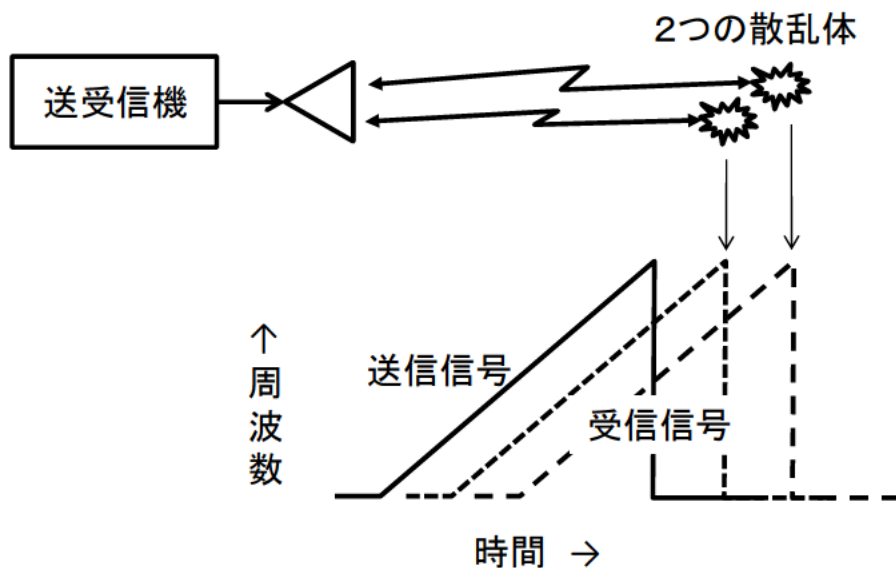 2つの散乱体
送受信機
送信信号
受信信号
↑周波数
時間 →